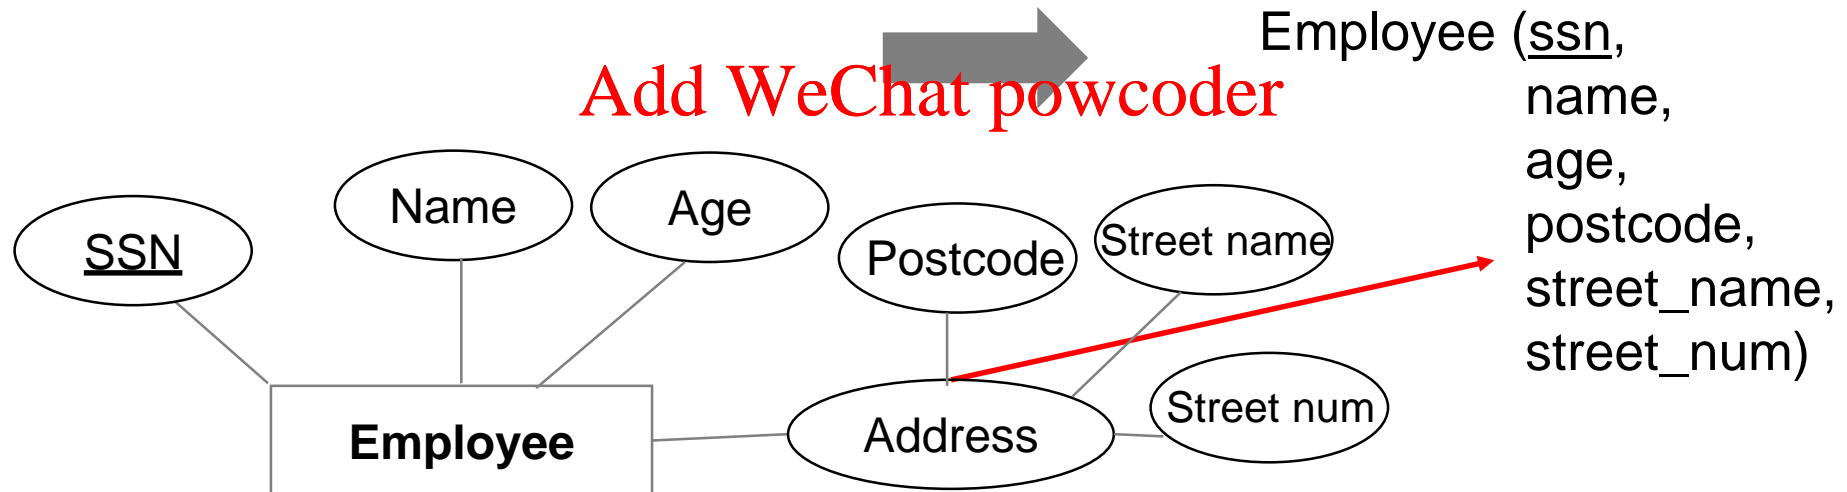 Employee (ssn,
name,
age,
postcode,
street_name,
street_num)
Add WeChat powcoder
SSN
Name
Age
Postcode
Street name
Street num
Employee
Address